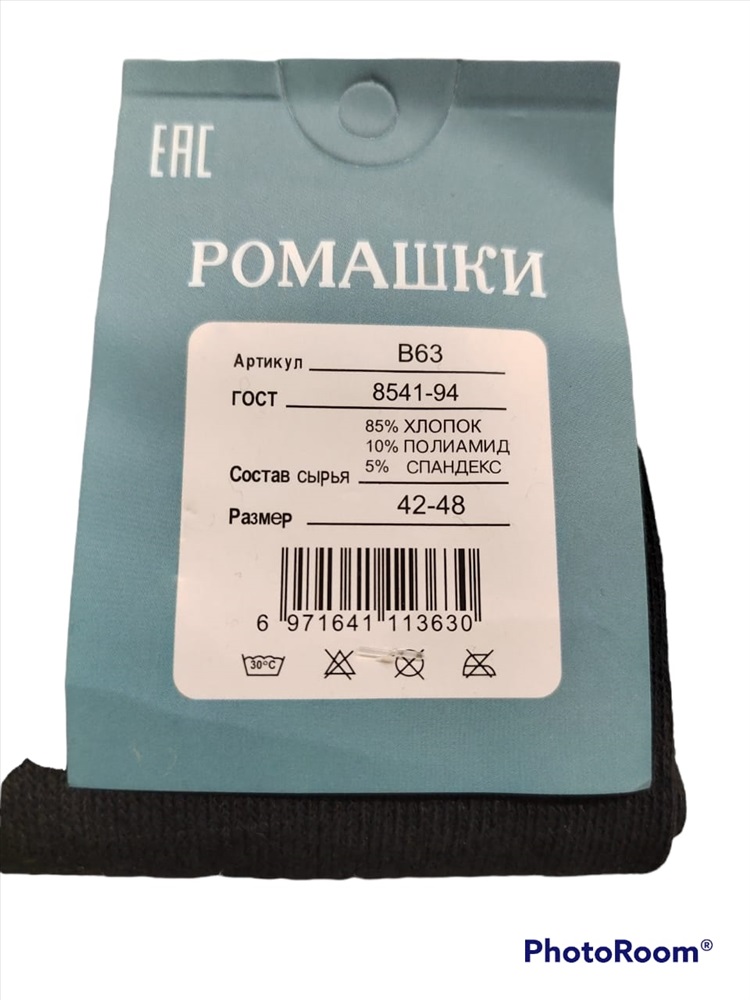 EAC
РОМАШКИ
Артикул B63
ГОСТ 8541-94
85% ХЛОПОК
10% ПОЛИАМИД
Состав сырья 5% СПАНДЕКС
Размер 42-48
6 971641 113630
30°C
PhotoRoom®